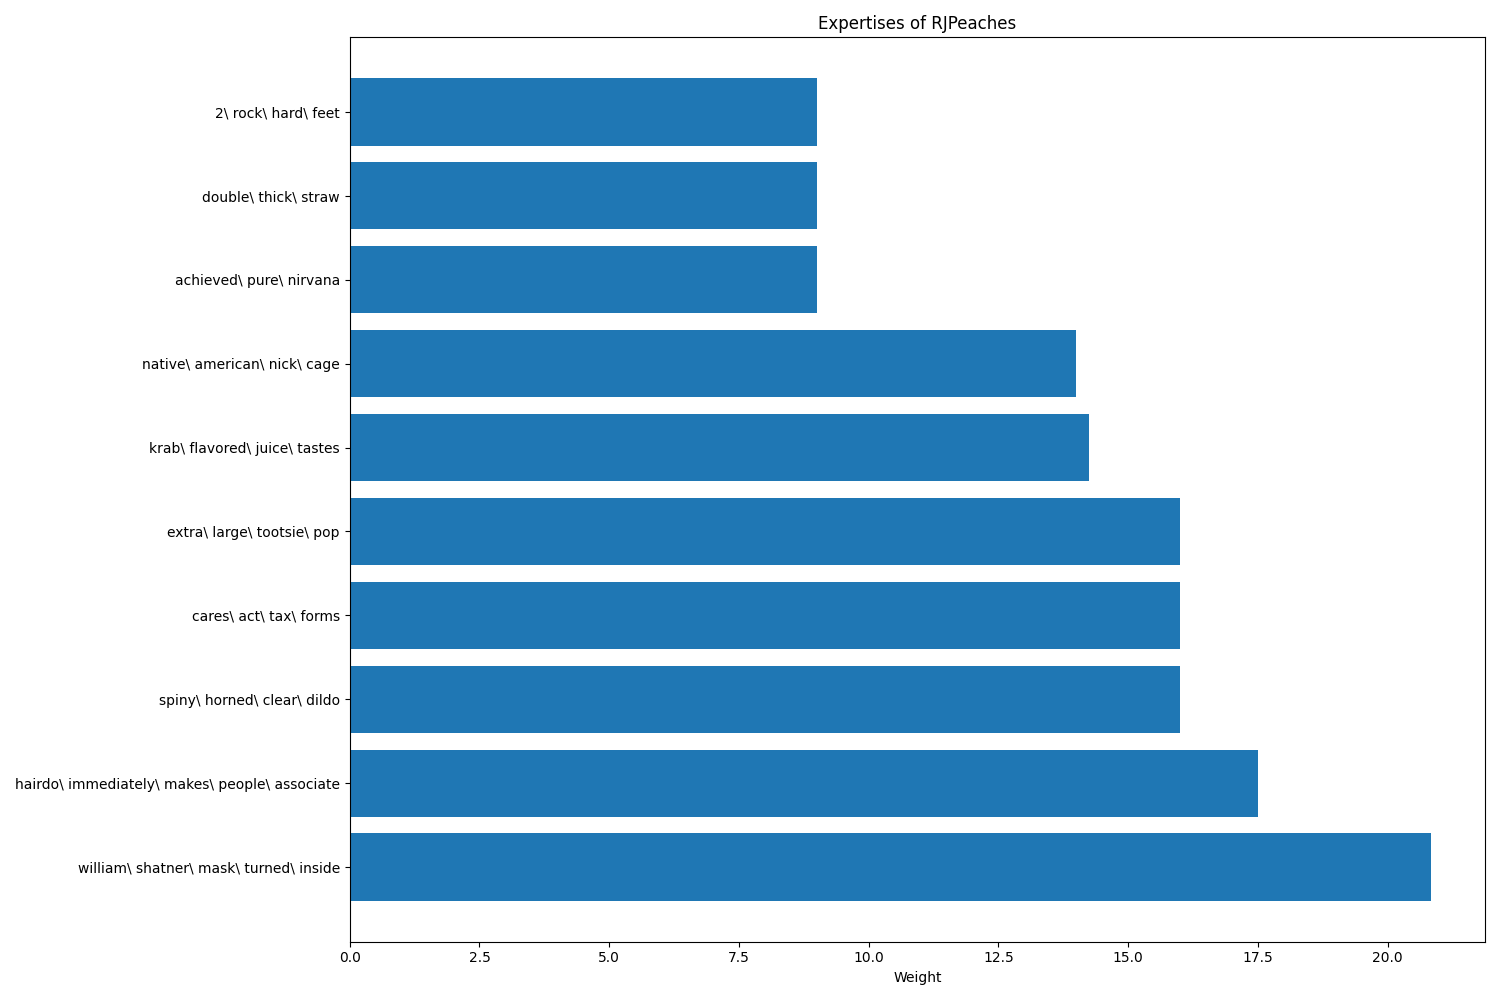 Expertises of RJPeaches
2\ rock\ hard\ feet
double\ thick\ straw
achieved\ pure\ nirvana
native\ american\ nick\ cage
krab\ flavored\ juice\ tastes
extra\ large\ tootsie\ pop
cares\ act\ tax\ forms
spiny\ horned\ clear\ dildo
hairdo\ immediately\ makes\ people\ associate
william\ shatner\ mask\ turned\ inside
0.0 2.5 5.0 7.5 10.0 12.5 15.0 17.5 20.0
Weight